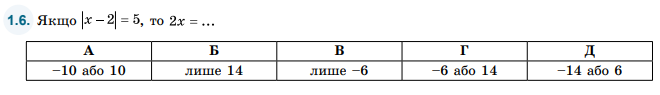 1.6. Якщо |x − 2| = 5, то 2x = ...
А Б В Г Д
−10 або 10 лише 14 лише −6 −6 або 14 −14 або 6